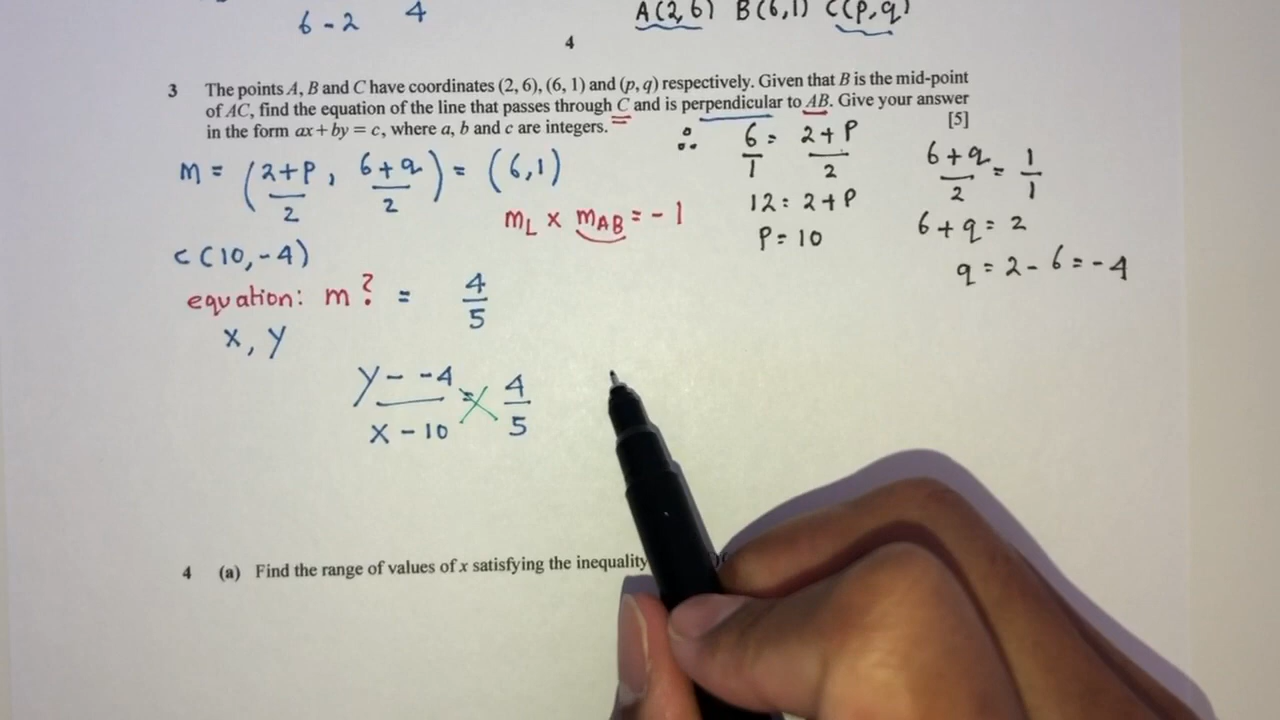 6 - 2 4
A(2,6) B(6,1) C(p,q)
4
3 The points A, B and C have coordinates (2, 6), (6, 1) and (p, q) respectively. Given that B is the mid-point
of AC, find the equation of the line that passes through C and is perpendicular to AB. Give your answer
in the form ax + by = c, where a, b and c are integers. [5]
M = (2+P/2, 6+q/2) = (6,1)
∴ 6/1 = 2+P/2
12 = 2+P
P = 10
6+q/2 = 1/1
6+q = 2
q = 2 - 6 = -4
mL × mAB = -1
C(10,-4)
equation: m? = 4/5
x, y
y - -4/x - 10 = 4/5
4 (a) Find the range of values of x satisfying the inequality